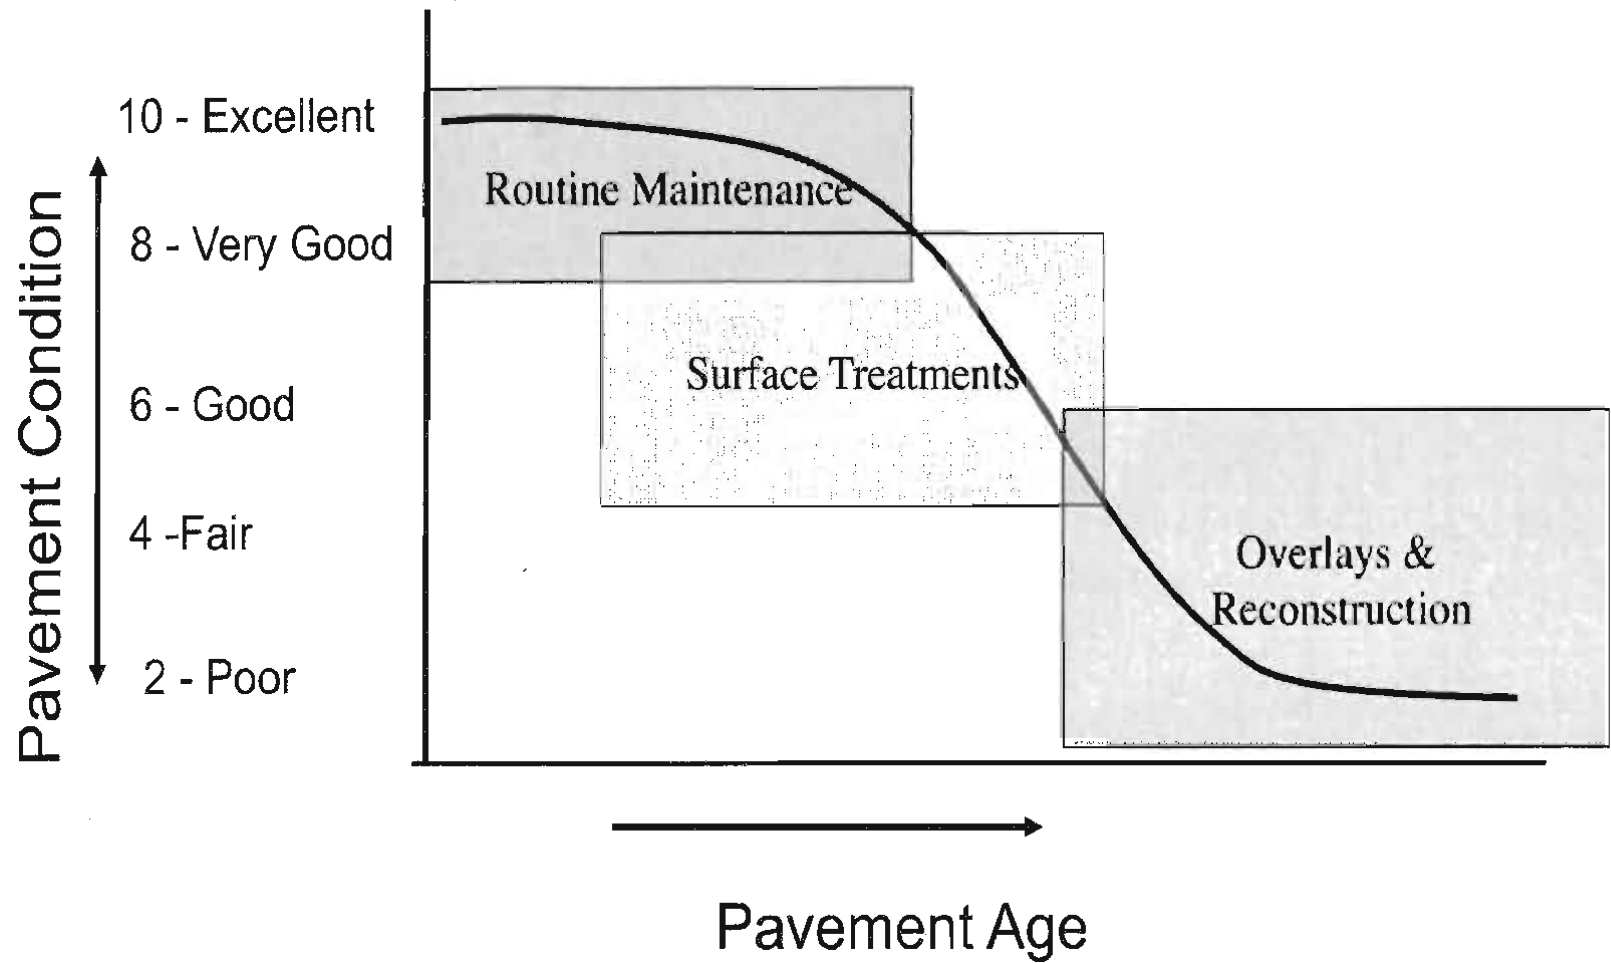 10 - Excellent
Routine Maintenance
8 - Very Good
Surface Treatments
6 - Good
4 -Fair
Overlays &
Reconstruction
2 - Poor
Pavement Condition
Pavement Age